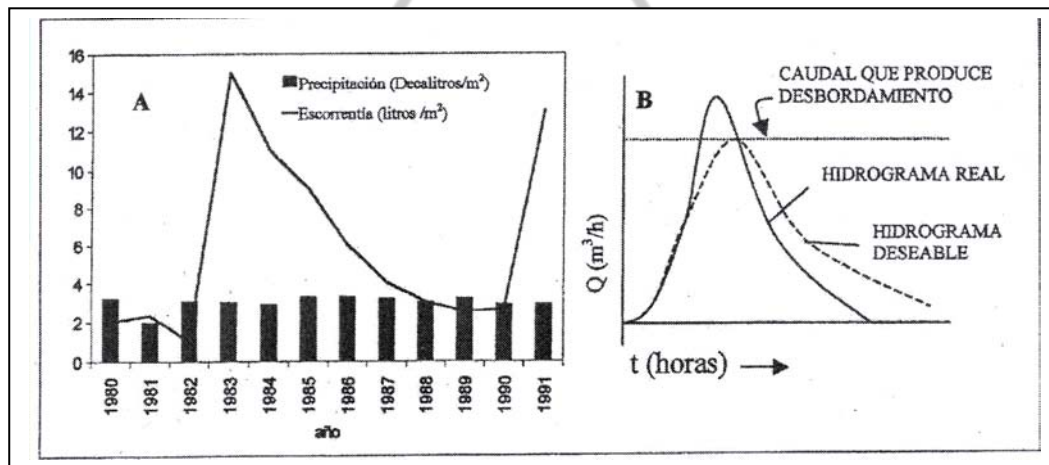 A
16
14
12
10
8
6
4
2
0
Precipitación (Decalitros/m²)
Escorrentía (litros /m²)
1980
1981
1982
1983
1984
1985
1986
1987
1988
1989
1990
1991
año
B
CAUDAL QUE PRODUCE
DESBORDAMIENTO
HIDROGRAMA REAL
HIDROGRAMA
DESEABLE
Q (m³/h)
t (horas)